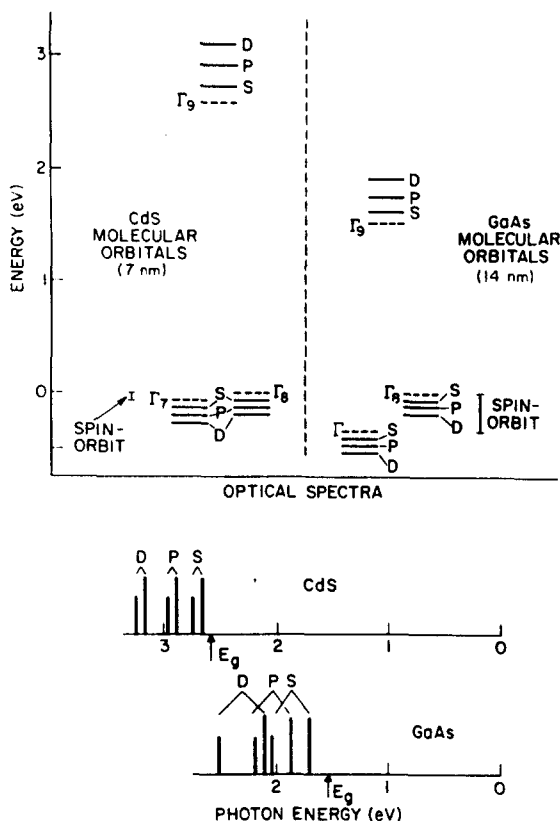 ENERGY (eV)
3
2
1
0
D
P
S
Γ9
CdS
MOLECULAR
ORBITALS
(7 nm)
I
SPIN-
ORBIT
Γ7
S
P
D
Γ8
D
P
S
Γ9
GaAs
MOLECULAR
ORBITALS
(14 nm)
Γ8
S
P
D
SPIN-
ORBIT
Γ
S
P
D
OPTICAL SPECTRA
D P S
CdS
3 2 1 0
Eg
D P S
GaAs
2 1 0
Eg
PHOTON ENERGY (eV)